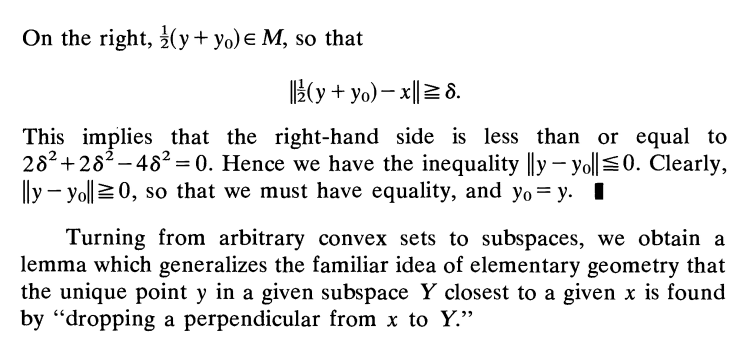 On the right, ½(y + y₀) ∈ M, so that
‖½(y + y₀) − x‖ ≧ δ.
This implies that the right-hand side is less than or equal to
2δ² + 2δ² − 4δ² = 0. Hence we have the inequality ‖y − y₀‖ ≦ 0. Clearly,
‖y − y₀‖ ≧ 0, so that we must have equality, and y₀ = y. ▮
Turning from arbitrary convex sets to subspaces, we obtain a
lemma which generalizes the familiar idea of elementary geometry that
the unique point y in a given subspace Y closest to a given x is found
by “dropping a perpendicular from x to Y.”